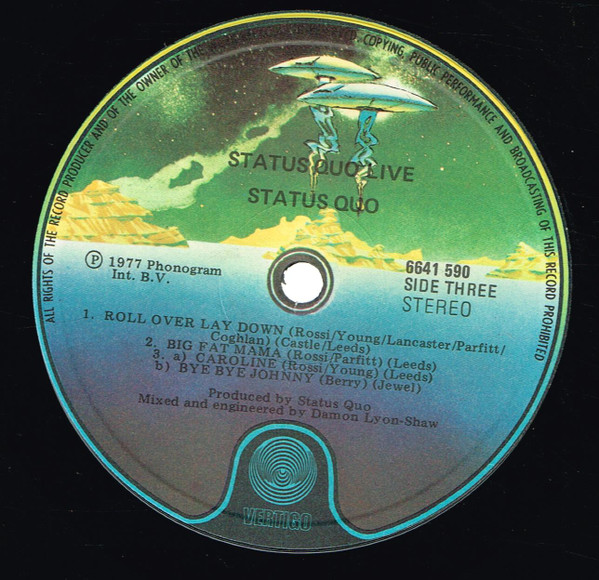 ALL RIGHTS OF THE RECORD PRODUCER AND OF THE OWNER OF THE COPYING, PUBLIC PERFORMANCE AND BROADCASTING OF THIS RECORD PROHIBITED
STATUS QUO LIVE
STATUS QUO
Ⓟ 1977 Phonogram
Int. B.V.
6641 590
SIDE THREE
STEREO
1. ROLL OVER LAY DOWN (Rossi/Young/Lancaster/Parfitt/
Coghlan) (Castle/Leeds)
2. BIG FAT MAMA (Rossi/Parfitt) (Leeds)
3. a) CAROLINE (Rossi/Young) (Leeds)
b) BYE BYE JOHNNY (Berry) (Jewel)
Produced by Status Quo
Mixed and engineered by Damon Lyon-Shaw
VERTIGO